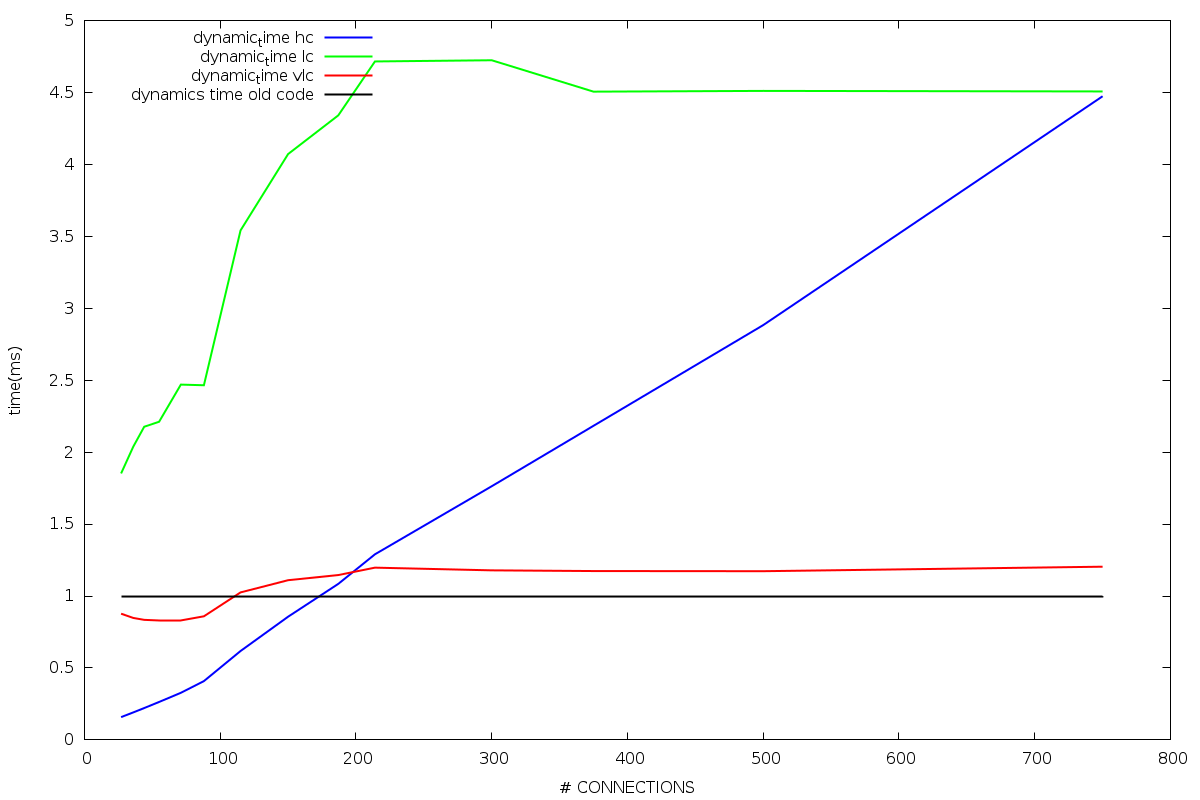 dynamic_time hc
dynamic_time lc
dynamic_time vlc
dynamics time old code
5
4.5
4
3.5
3
2.5
2
1.5
1
0.5
0
time(ms)
0 100 200 300 400 500 600 700 800
# CONNECTIONS